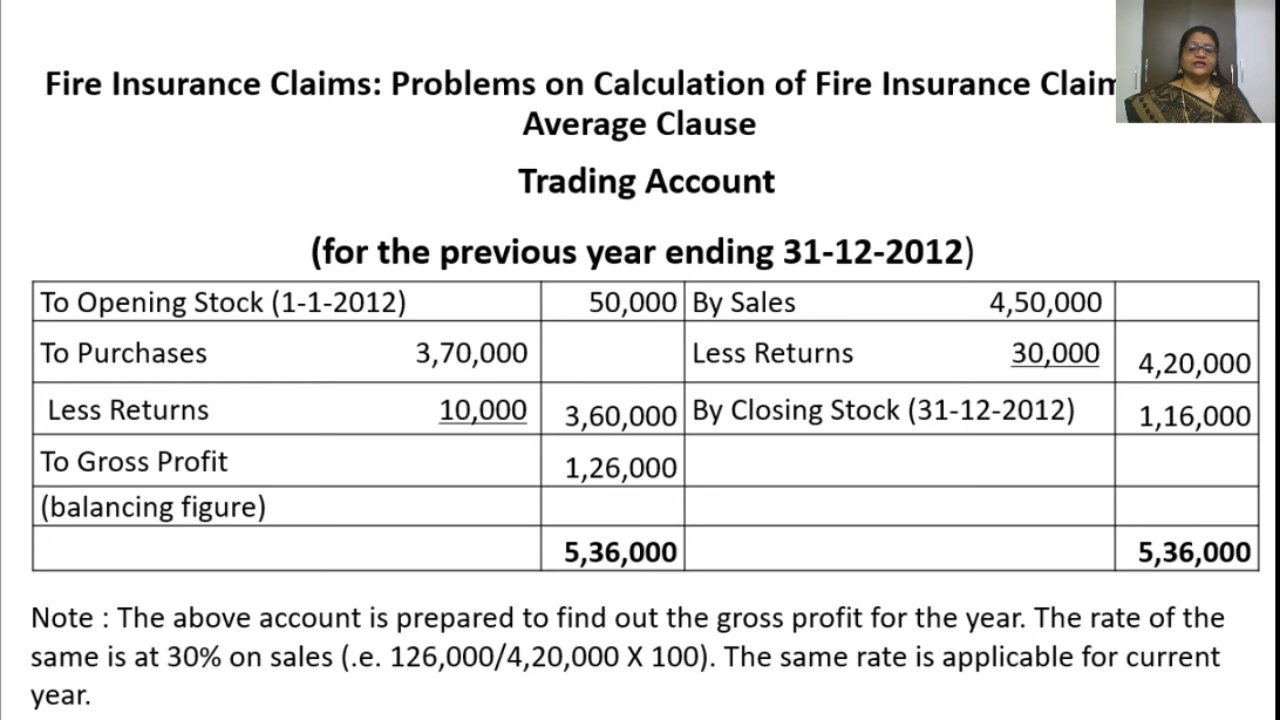 Fire Insurance Claims: Problems on Calculation of Fire Insurance Claim
Average Clause
Trading Account
(for the previous year ending 31-12-2012)
To Opening Stock (1-1-2012) 50,000 By Sales 4,50,000
To Purchases 3,70,000 Less Returns 30,000 4,20,000
Less Returns 10,000 3,60,000 By Closing Stock (31-12-2012) 1,16,000
To Gross Profit 1,26,000
(balancing figure)
5,36,000 5,36,000
Note : The above account is prepared to find out the gross profit for the year. The rate of the
same is at 30% on sales (.e. 126,000/4,20,000 X 100). The same rate is applicable for current
year.